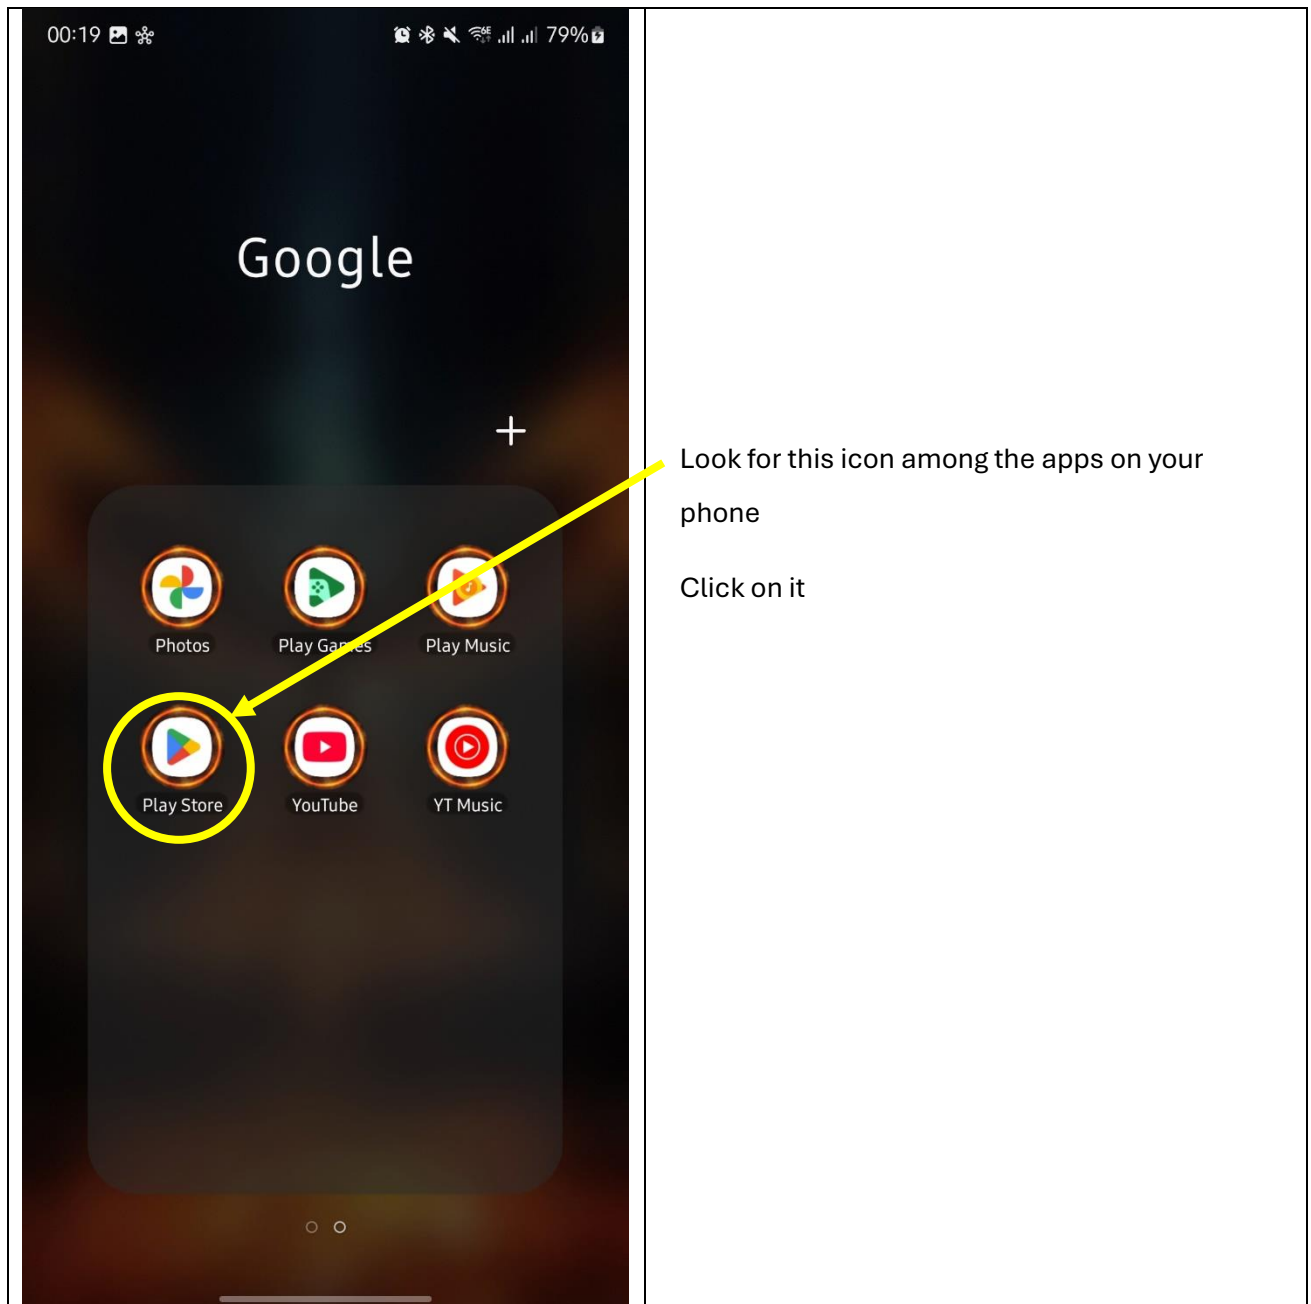 00:19
6E
79%
Google
Look for this icon among the apps on your
phone
Click on it
Photos
Play Games
Play Music
Play Store
YouTube
YT Music